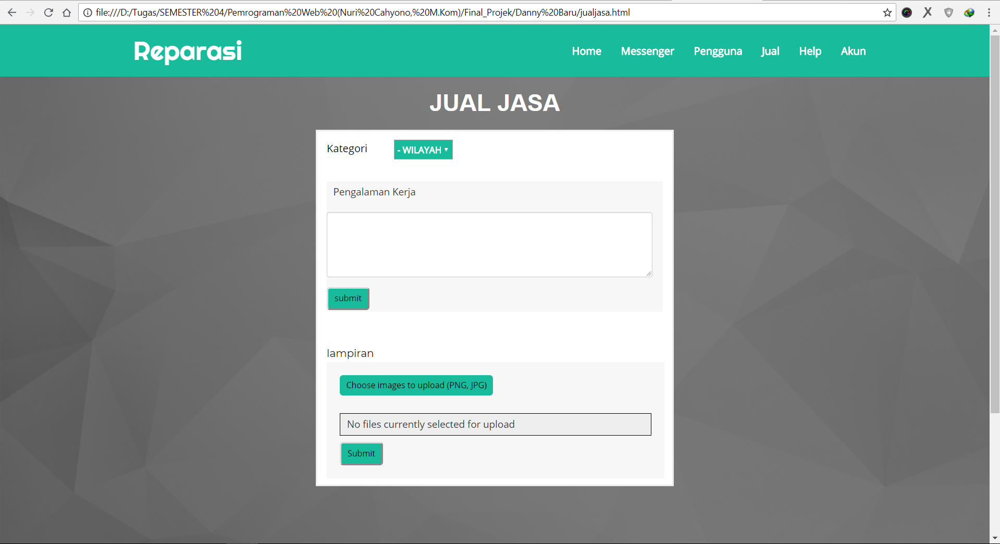 file:///D:/Tugas/SEMESTER%204/Pemrograman%20Web%20(Nuri%20Cahyono,%20M.Kom)/Final_Projek/Danny%20Baru/jualjasa.html
Reparasi
Home Messenger Pengguna Jual Help Akun
JUAL JASA
Kategori - WILAYAH
Pengalaman Kerja
submit
lampiran
Choose images to upload (PNG, JPG)
No files currently selected for upload
Submit